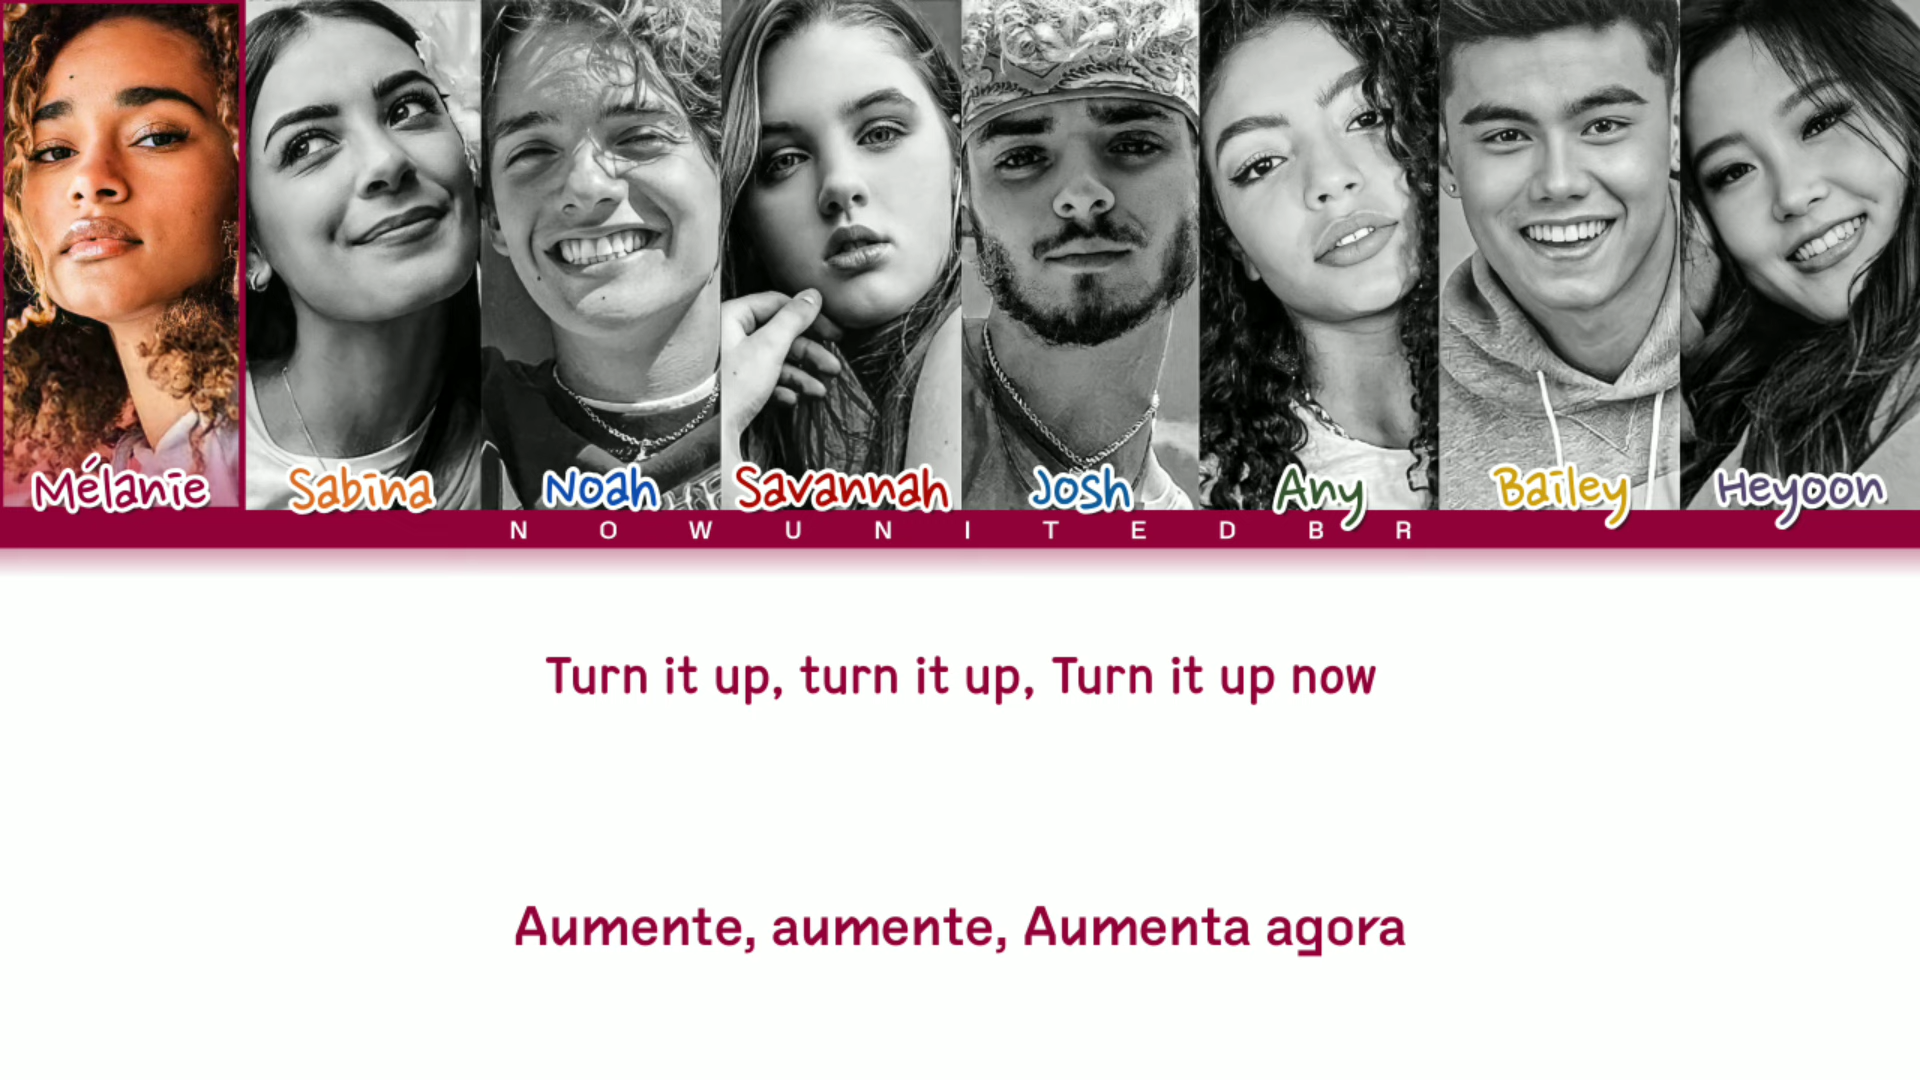 Mélanie Sabina Noah Savannah Josh Any Bailey Heyoon
NOWUNITEDBR
Turn it up, turn it up, Turn it up now
Aumente, aumente, Aumenta agora